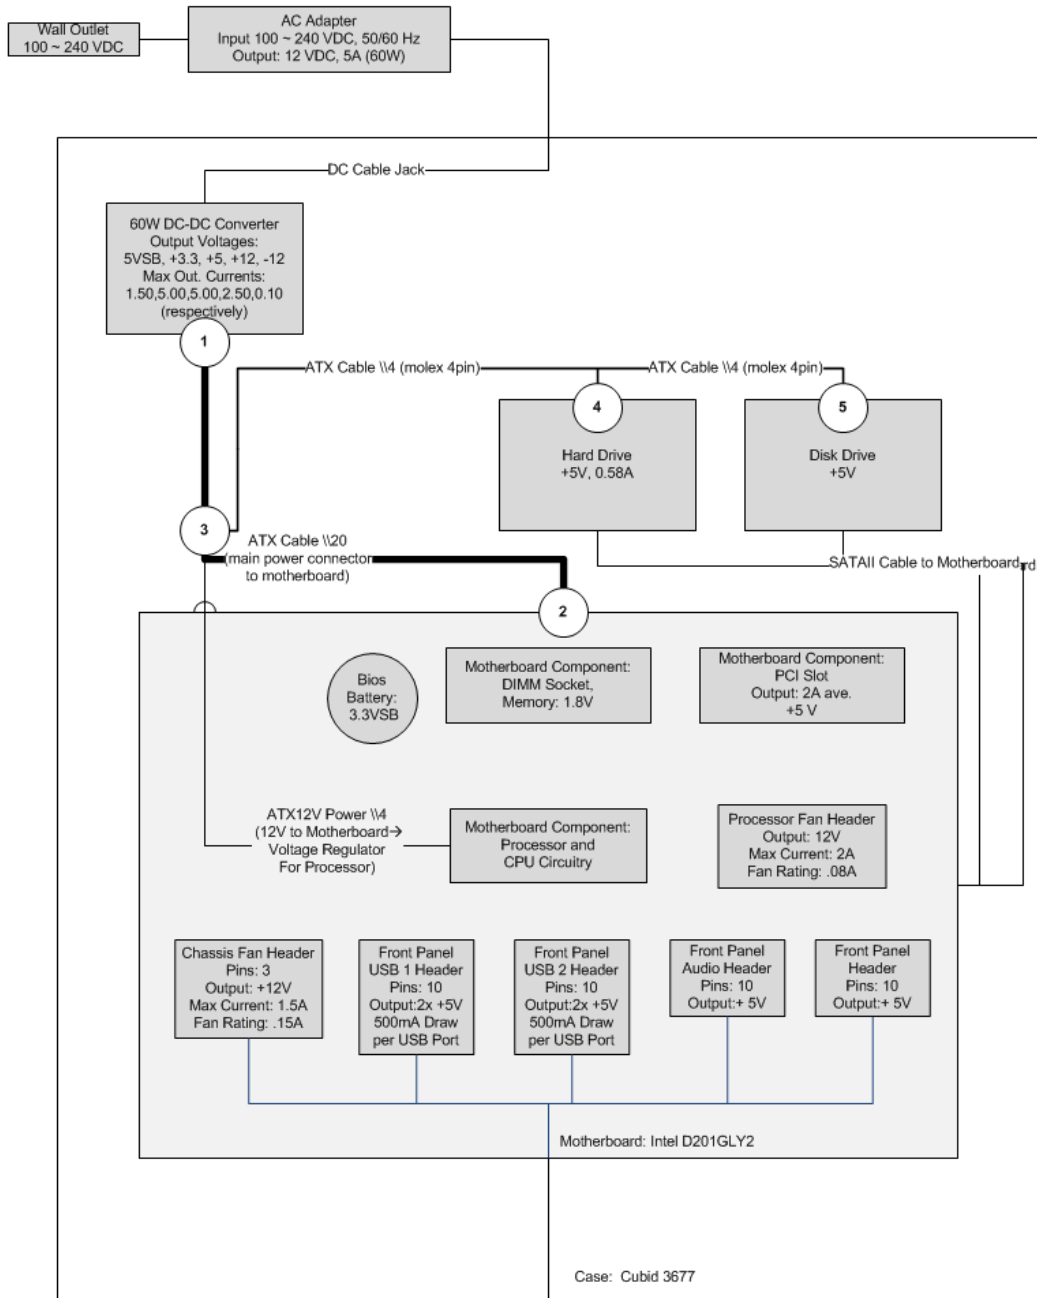 Wall Outlet
100 ~ 240 VDC
AC Adapter
Input 100 ~ 240 VDC, 50/60 Hz
Output: 12 VDC, 5A (60W)
DC Cable Jack
60W DC-DC Converter
Output Voltages:
5VSB, +3.3, +5, +12, -12
Max Out. Currents:
1.50,5.00,5.00,2.50,0.10
(respectively)
1
ATX Cable \\4 (molex 4pin)
ATX Cable \\4 (molex 4pin)
4
Hard Drive
+5V, 0.58A
5
Disk Drive
+5V
3
ATX Cable \\20
(main power connector
to motherboard)
SATAII Cable to Motherboard
rd
2
Bios
Battery:
3.3VSB
Motherboard Component:
DIMM Socket,
Memory: 1.8V
Motherboard Component:
PCI Slot
Output: 2A ave.
+5 V
ATX12V Power \\4
(12V to Motherboard→
Voltage Regulator
For Processor)
Motherboard Component:
Processor and
CPU Circuitry
Processor Fan Header
Output: 12V
Max Current: 2A
Fan Rating: .08A
Chassis Fan Header
Pins: 3
Output: +12V
Max Current: 1.5A
Fan Rating: .15A
Front Panel
USB 1 Header
Pins: 10
Output:2x +5V
500mA Draw
per USB Port
Front Panel
USB 2 Header
Pins: 10
Output:2x +5V
500mA Draw
per USB Port
Front Panel
Audio Header
Pins: 10
Output:+ 5V
Front Panel
Header
Pins: 10
Output:+ 5V
Motherboard: Intel D201GLY2
Case: Cubid 3677